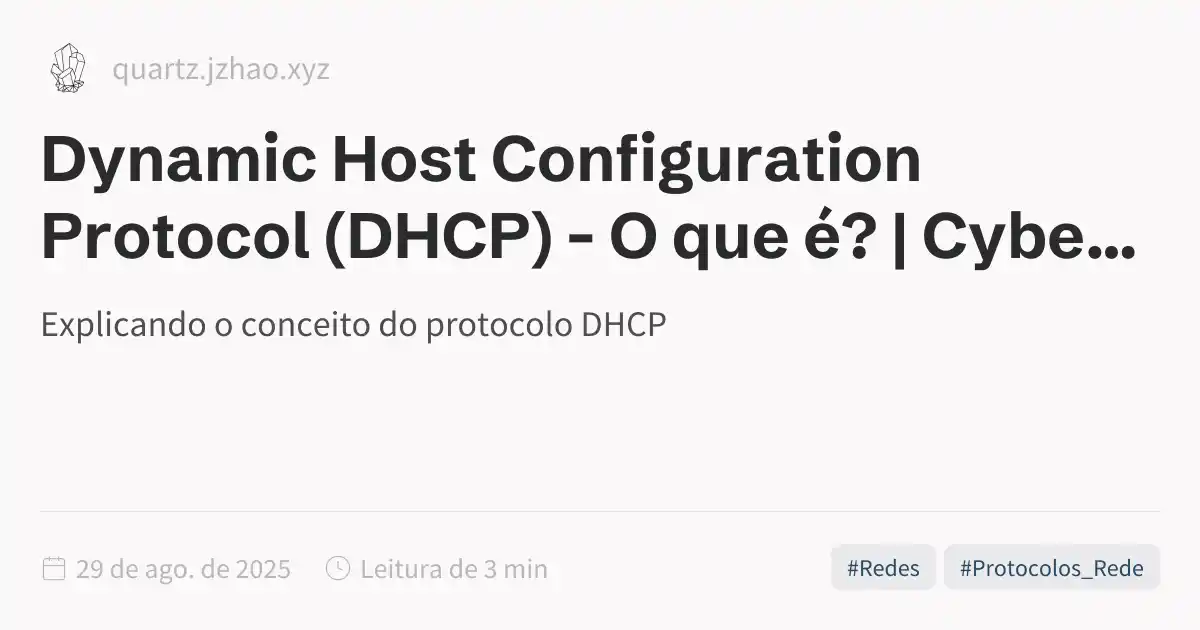 quartz.jzhao.xyz
Dynamic Host Configuration
Protocol (DHCP) - O que é? | Cybe...
Explicando o conceito do protocolo DHCP
29 de ago. de 2025 Leitura de 3 min #Redes #Protocolos_Rede